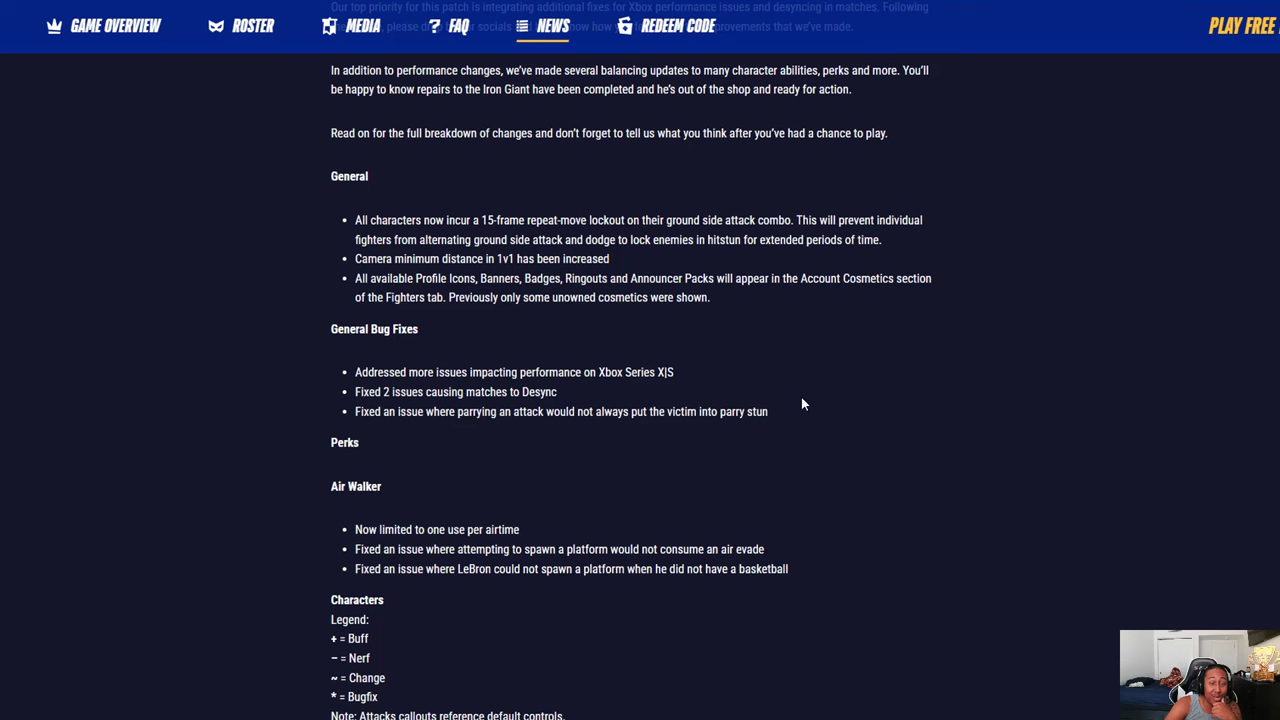 Our top priority for this patch is integrating additional fixes for Xbox performance issues and desyncing in matches. Following
GAME OVERVIEW ROSTER MEDIA ? FAQ NEWS REDEEM CODE PLAY FREE
In addition to performance changes, we've made several balancing updates to many character abilities, perks and more. You'll
be happy to know repairs to the Iron Giant have been completed and he's out of the shop and ready for action.
Read on for the full breakdown of changes and don't forget to tell us what you think after you've had a chance to play.
General
• All characters now incur a 15-frame repeat-move lockout on their ground side attack combo. This will prevent individual
fighters from alternating ground side attack and dodge to lock enemies in hitstun for extended periods of time.
• Camera minimum distance in 1v1 has been increased
• All available Profile Icons, Banners, Badges, Ringouts and Announcer Packs will appear in the Account Cosmetics section
of the Fighters tab. Previously only some unowned cosmetics were shown.
General Bug Fixes
• Addressed more issues impacting performance on Xbox Series X|S
• Fixed 2 issues causing matches to Desync
• Fixed an issue where parrying an attack would not always put the victim into parry stun
Perks
Air Walker
• Now limited to one use per airtime
• Fixed an issue where attempting to spawn a platform would not consume an air evade
• Fixed an issue where LeBron could not spawn a platform when he did not have a basketball
Characters
Legend:
+ = Buff
– = Nerf
~ = Change
* = Bugfix
Note: Attacks callouts reference default controls.